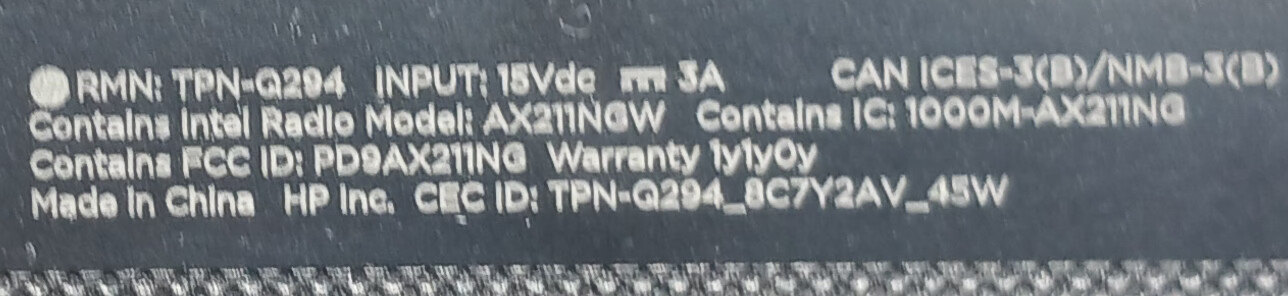 RMN: TPN-Q294 INPUT: 15Vdc ⎓ 3A CAN ICES-3(B)/NMB-3(B)
Contains Intel Radio Model: AX211NGW Contains IC: 1000M-AX211NG
Contains FCC ID: PD9AX211NG Warranty 1y1y0y
Made in China HP Inc. CEC ID: TPN-Q294_8C7Y2AV_45W